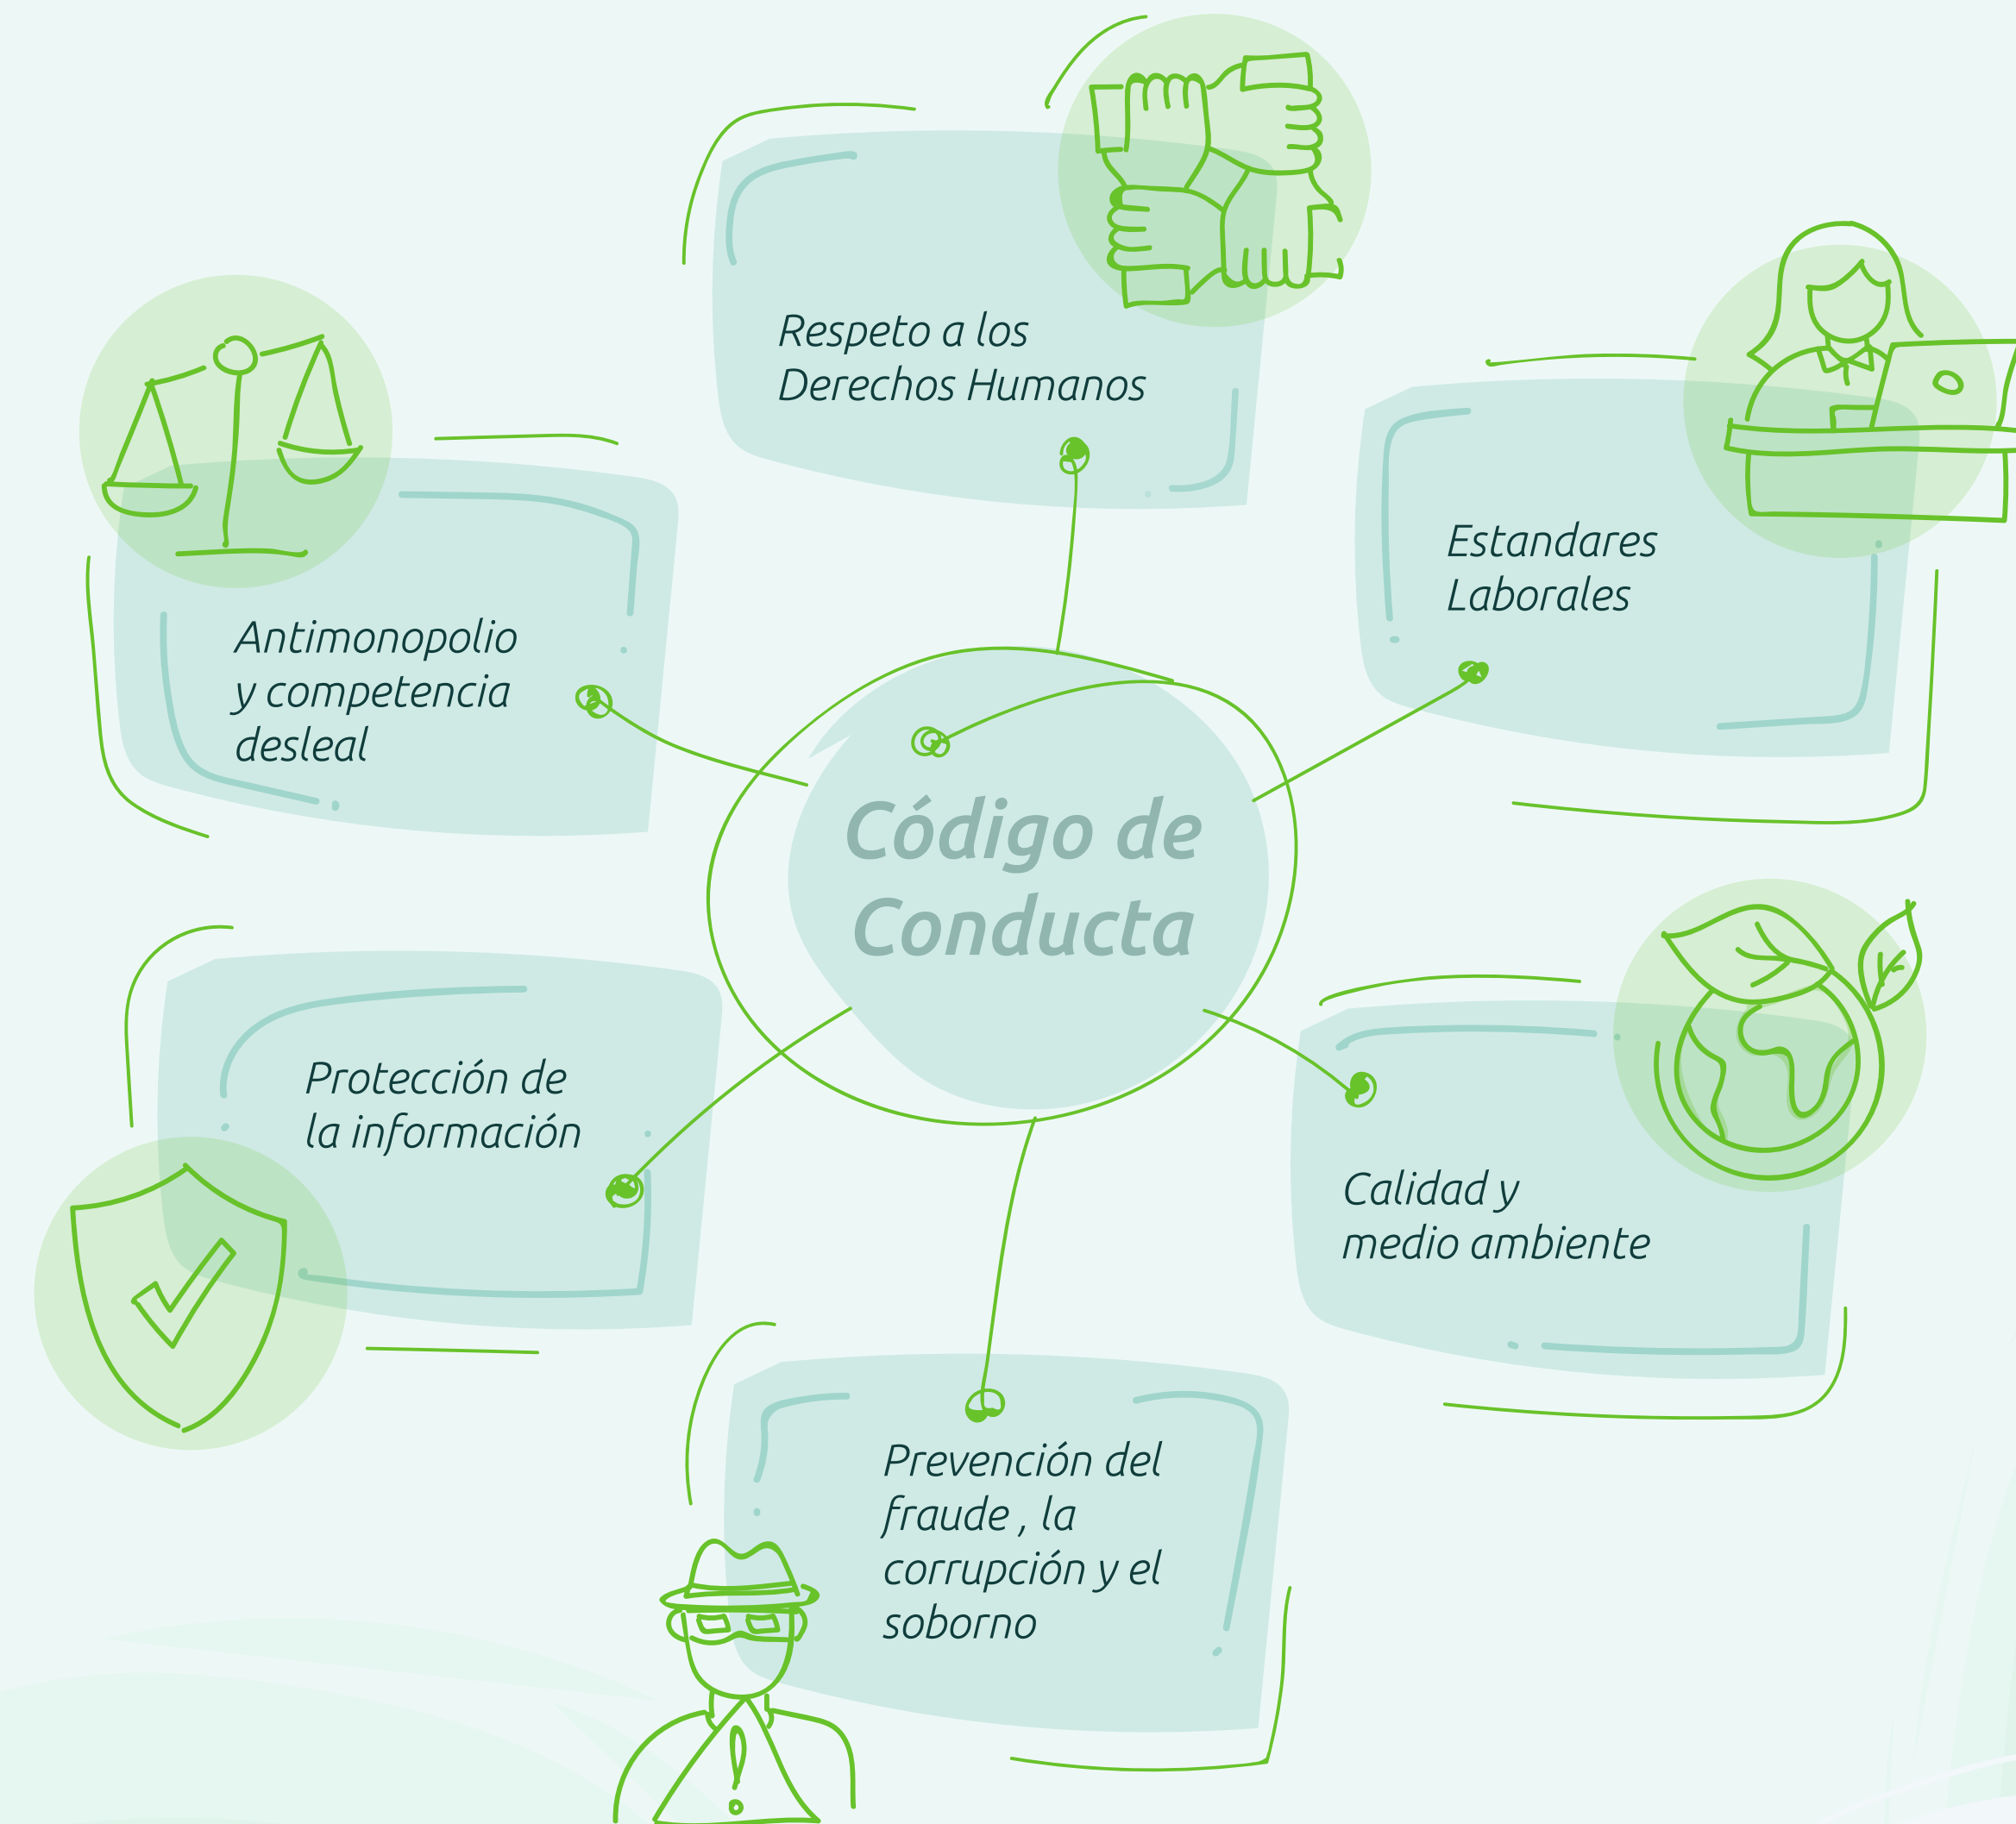 Respeto a los
Derechos Humanos
Estandares
Laborales
Antimonopolio
y competencia
desleal
Código de
Conducta
Protección de
la información
Calidad y
medio ambiente
Prevención del
fraude , la
corrupción y el
soborno